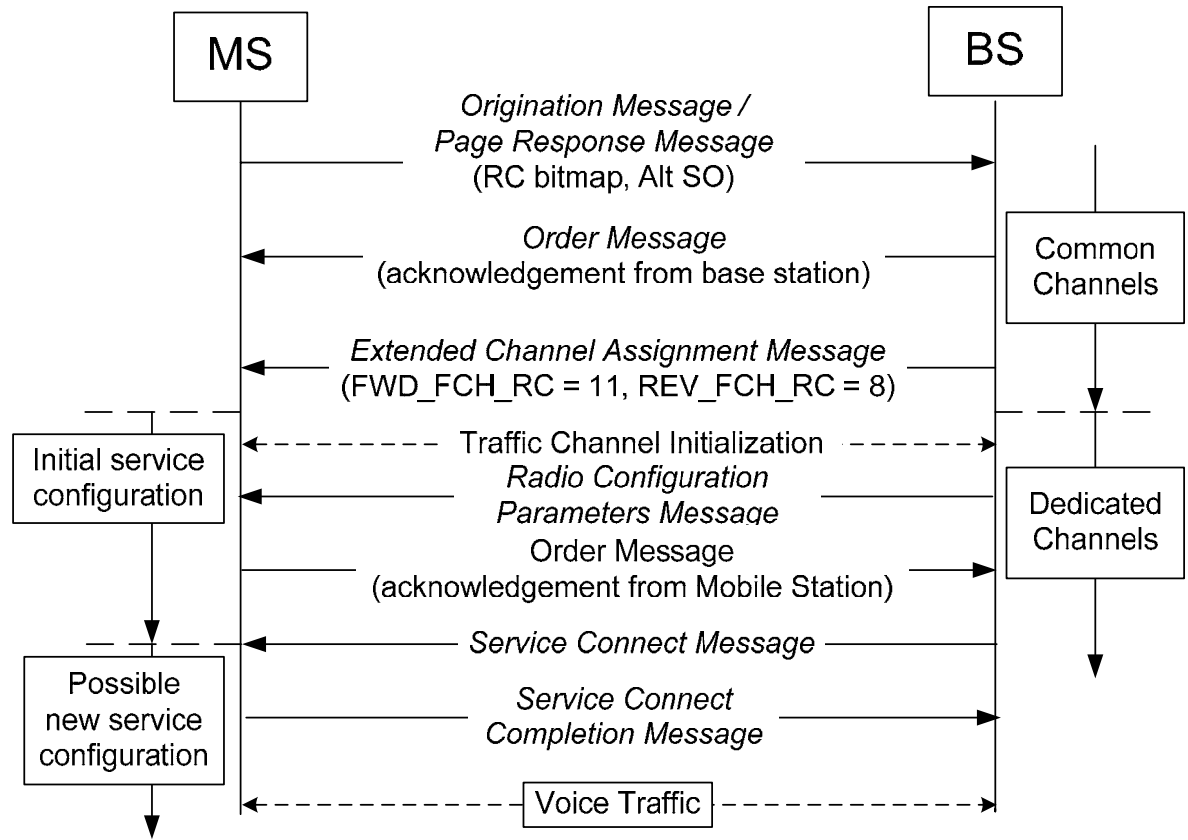 MS
BS
Origination Message /
Page Response Message
(RC bitmap, Alt SO)
Order Message
(acknowledgement from base station)
Common
Channels
Extended Channel Assignment Message
(FWD_FCH_RC = 11, REV_FCH_RC = 8)
Traffic Channel Initialization
Initial service
configuration
Radio Configuration
Parameters Message
Dedicated
Channels
Order Message
(acknowledgement from Mobile Station)
Service Connect Message
Possible
new service
configuration
Service Connect
Completion Message
Voice Traffic